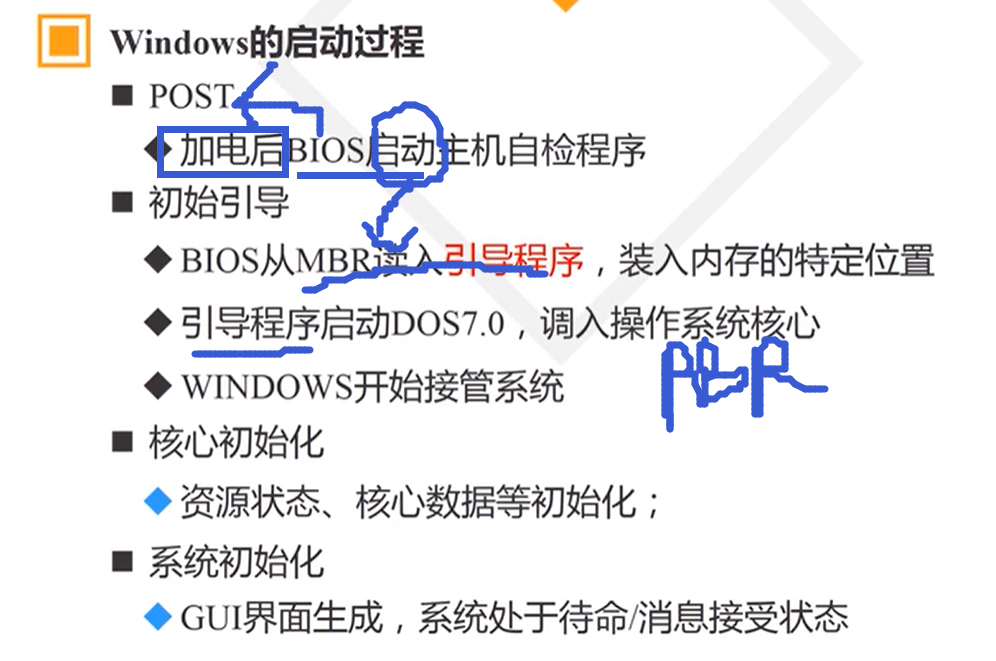 Windows的启动过程
POST
加电后BIOS启动主机自检程序
初始引导
BIOS从MBR读入引导程序，装入内存的特定位置
引导程序启动DOS7.0，调入操作系统核心
PBR
WINDOWS开始接管系统
核心初始化
资源状态、核心数据等初始化；
系统初始化
GUI界面生成，系统处于待命/消息接受状态